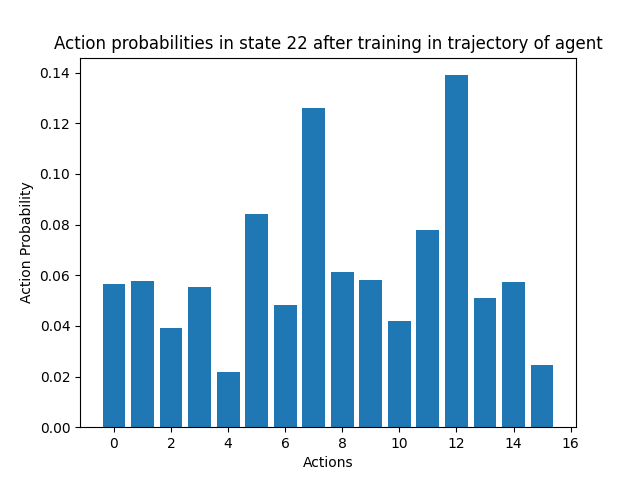 Action probabilities in state 22 after training in trajectory of agent
0.14
0.12
0.10
0.08
0.06
0.04
0.02
0.00
Action Probability
0 2 4 6 8 10 12 14 16
Actions